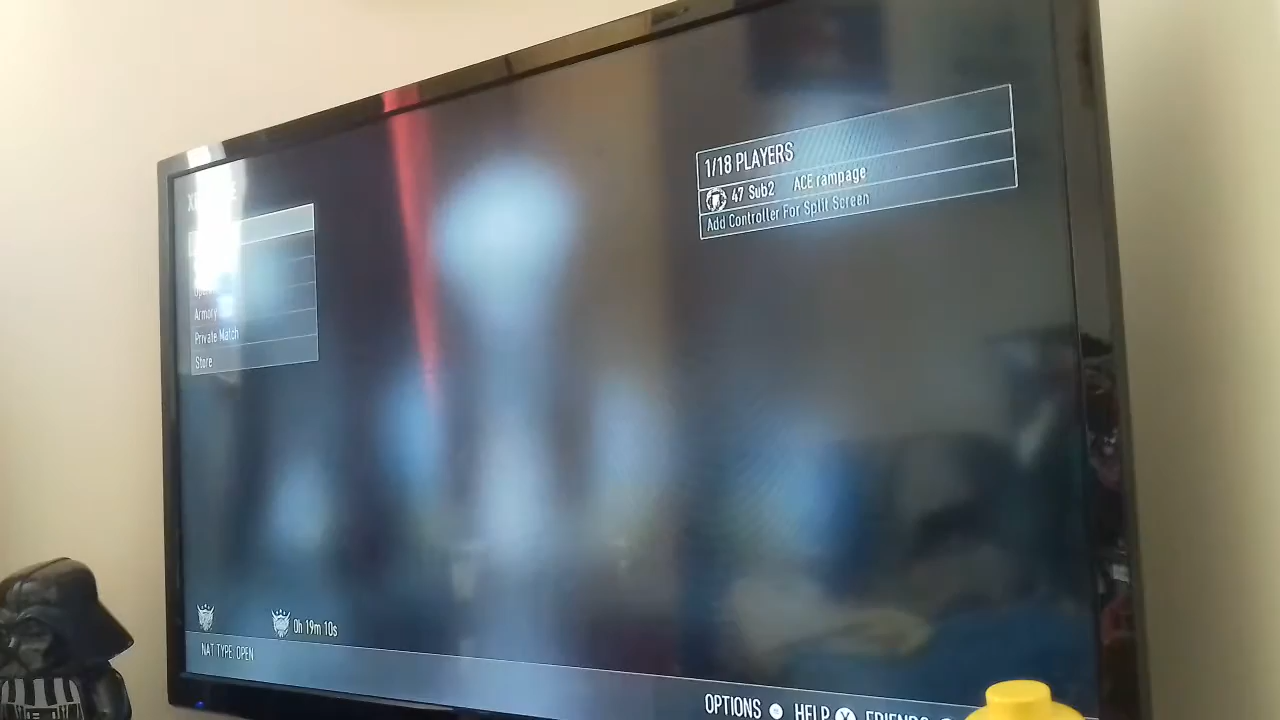 1/18 PLAYERS
47 Sub2 ACE rampage
Add Controller For Split Screen
Armory
Private Match
Store
0h 19m 10s
NAT TYPE: OPEN
OPTIONS HELP FRIENDS